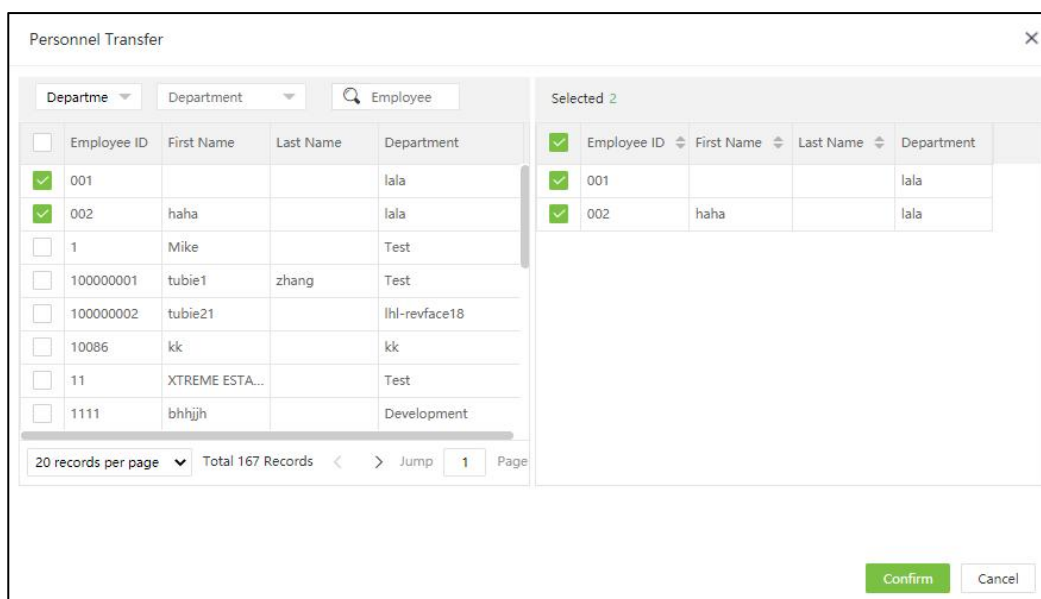 Personnel Transfer
Departme Department Employee
Employee ID First Name Last Name Department
001 lala
002 haha lala
1 Mike Test
100000001 tubie1 zhang Test
100000002 tubie21 lhl-revface18
10086 kk kk
11 XTREME ESTA... Test
1111 bhhjjh Development
20 records per page Total 167 Records < > Jump 1 Page
Selected 2
Employee ID First Name Last Name Department
001 lala
002 haha lala
Confirm Cancel